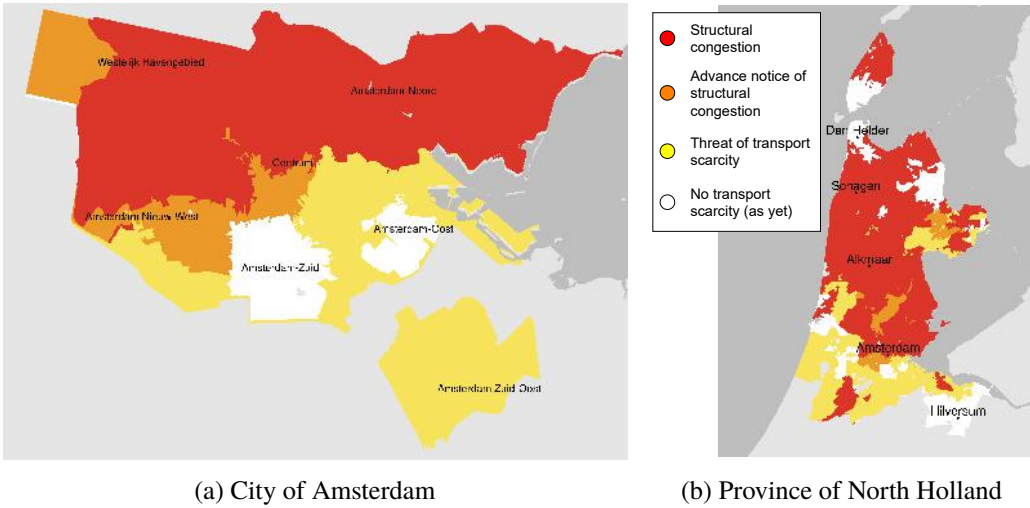 Westelijk Havengebied
Amsterdam-Noord
Centrum
Amsterdam Nieuw-West
Amsterdam-Oost
Amsterdam-Zuid
Amsterdam Zuid-Oost
(a) City of Amsterdam
Structural
congestion
Advance notice of
structural
congestion
Threat of transport
scarcity
No transport
scarcity (as yet)
Den Helder
Schagen
Alkmaar
Amsterdam
Hilversum
(b) Province of North Holland